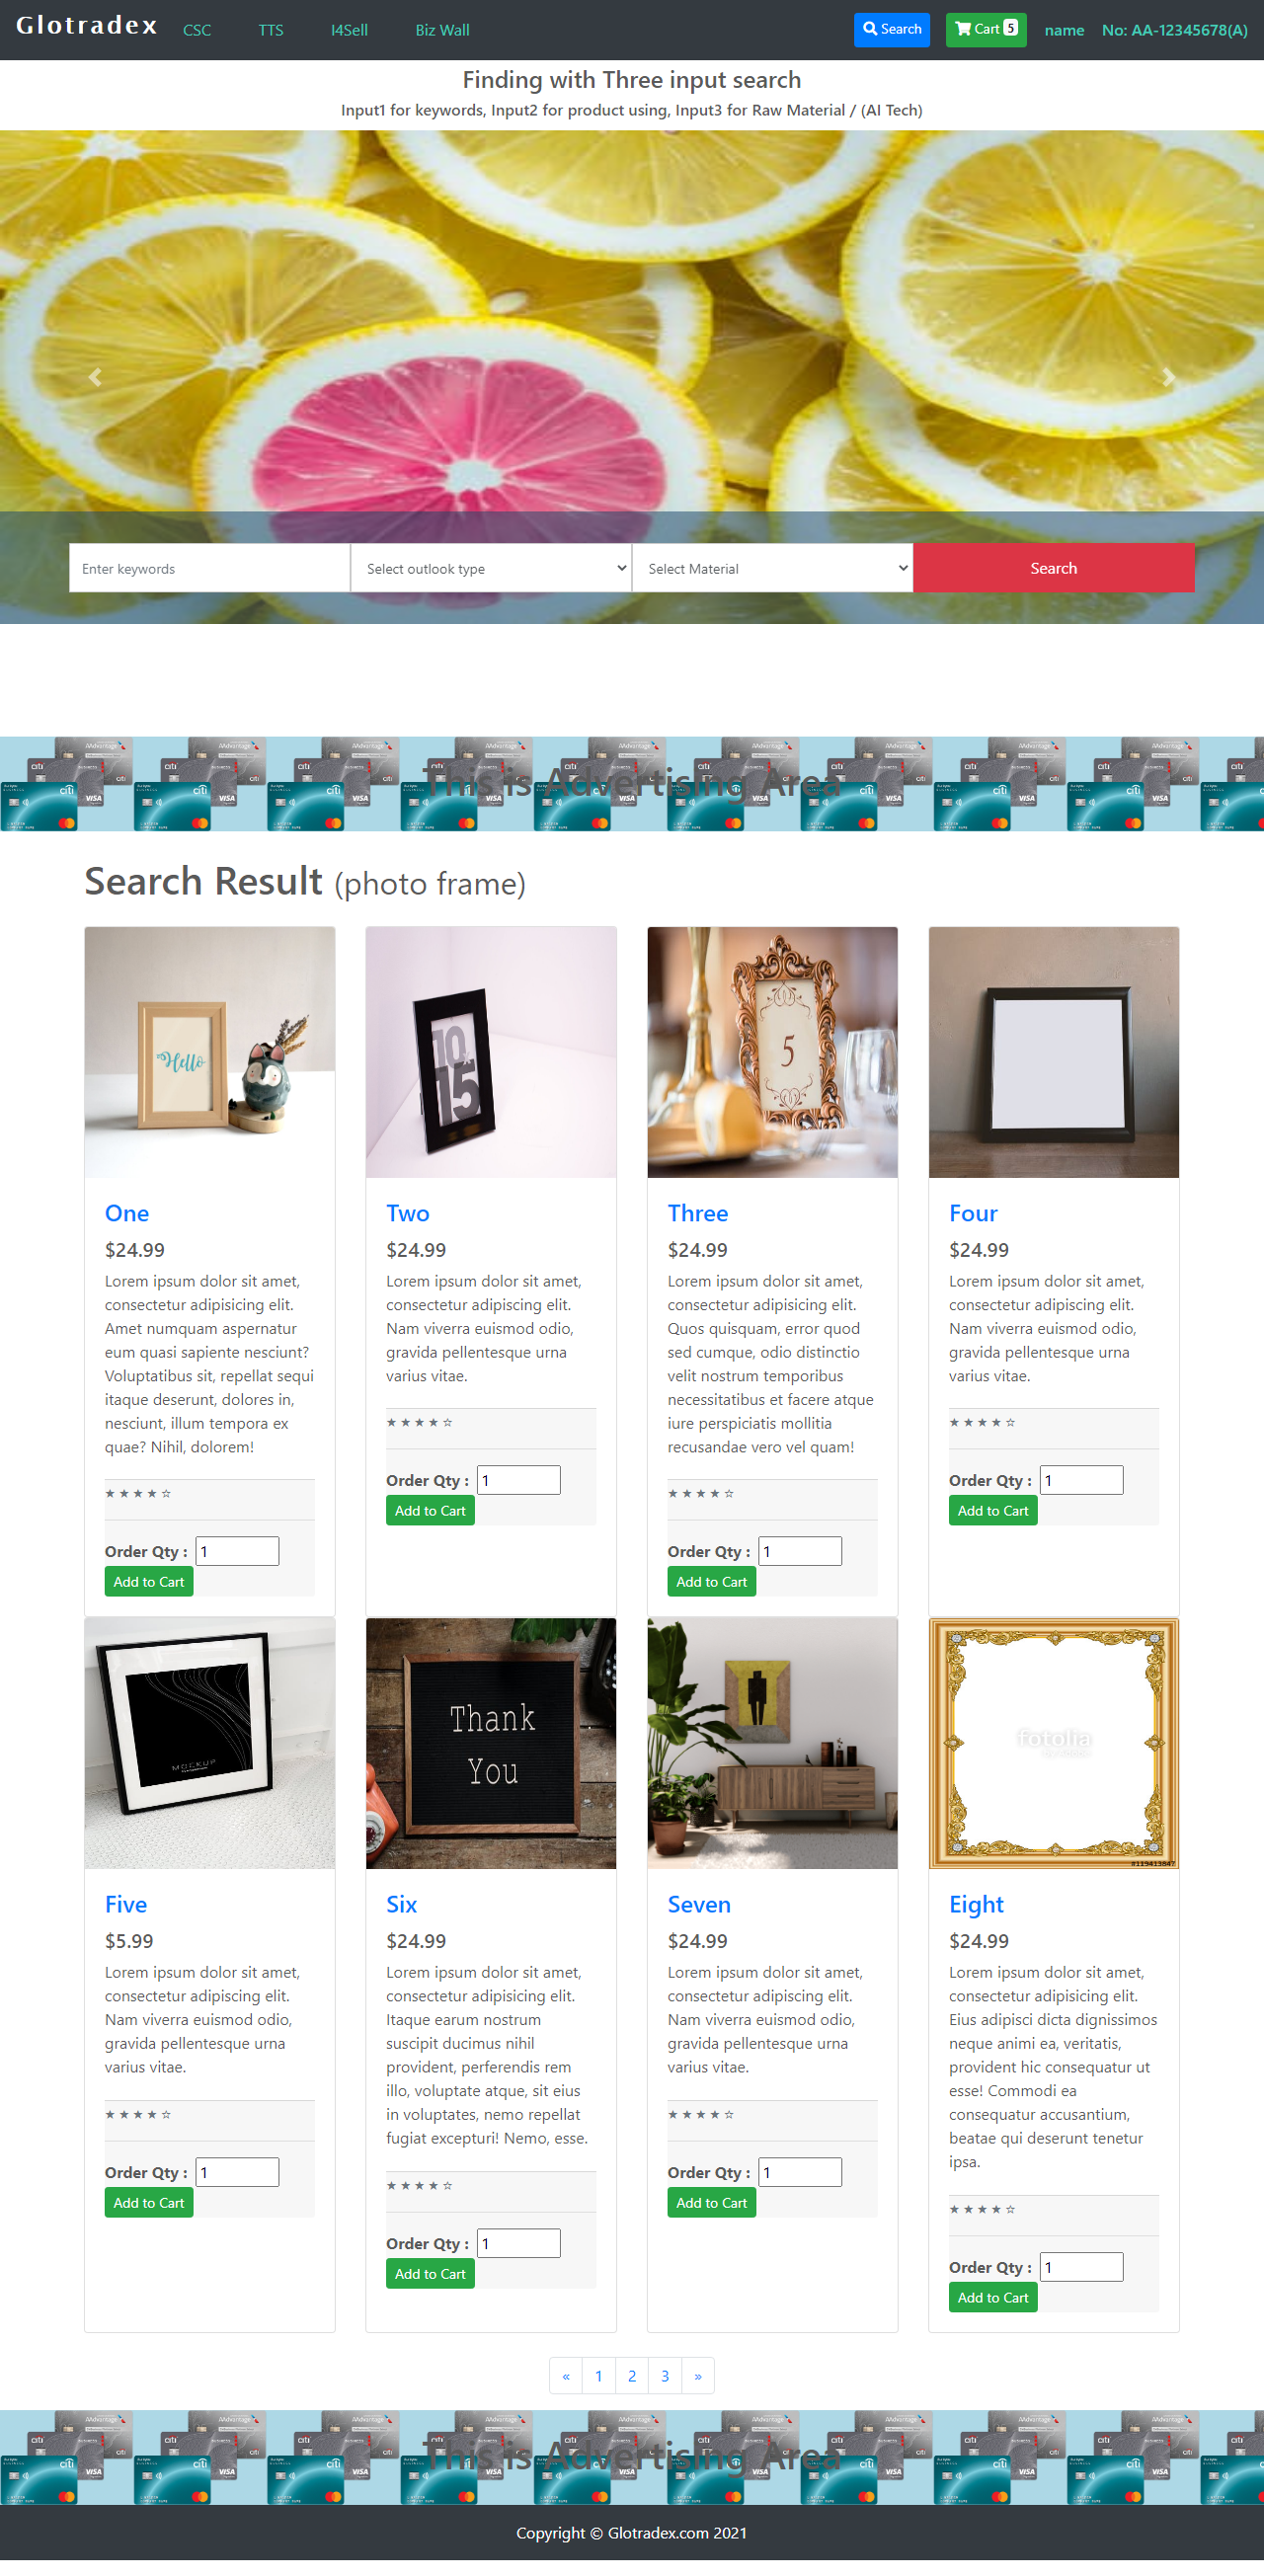 Glotradex CSC TTS I4Sell Biz Wall Search Cart 5 name No: AA-12345678(A)
Finding with Three input search
Input1 for keywords, Input2 for product using, Input3 for Raw Material / (AI Tech)
Enter keywords Select outlook type Select Material Search
This is Advertising Area
Search Result (photo frame)
Hello
10
15
5
One
$24.99
Lorem ipsum dolor sit amet,
consectetur adipisicing elit.
Amet numquam aspernatur
eum quasi sapiente nesciunt?
Voluptatibus sit, repellat sequi
itaque deserunt, dolores in,
nesciunt, illum tempora ex
quae? Nihil, dolorem!
★ ★ ★ ★ ☆
Order Qty : 1
Add to Cart
Two
$24.99
Lorem ipsum dolor sit amet,
consectetur adipiscing elit.
Nam viverra euismod odio,
gravida pellentesque urna
varius vitae.
★ ★ ★ ★ ☆
Order Qty : 1
Add to Cart
Three
$24.99
Lorem ipsum dolor sit amet,
consectetur adipisicing elit.
Quos quisquam, error quod
sed cumque, odio distinctio
velit nostrum temporibus
necessitatibus et facere atque
iure perspiciatis mollitia
recusandae vero vel quam!
★ ★ ★ ★ ☆
Order Qty : 1
Add to Cart
Four
$24.99
Lorem ipsum dolor sit amet,
consectetur adipiscing elit.
Nam viverra euismod odio,
gravida pellentesque urna
varius vitae.
★ ★ ★ ★ ☆
Order Qty : 1
Add to Cart
MOCKUP
Thank
You
fotolia
#119413847
Five
$5.99
Lorem ipsum dolor sit amet,
consectetur adipiscing elit.
Nam viverra euismod odio,
gravida pellentesque urna
varius vitae.
★ ★ ★ ★ ☆
Order Qty : 1
Add to Cart
Six
$24.99
Lorem ipsum dolor sit amet,
consectetur adipisicing elit.
Itaque earum nostrum
suscipit ducimus nihil
provident, perferendis rem
illo, voluptate atque, sit eius
in voluptates, nemo repellat
fugiat excepturi! Nemo, esse.
★ ★ ★ ★ ☆
Order Qty : 1
Add to Cart
Seven
$24.99
Lorem ipsum dolor sit amet,
consectetur adipiscing elit.
Nam viverra euismod odio,
gravida pellentesque urna
varius vitae.
★ ★ ★ ★ ☆
Order Qty : 1
Add to Cart
Eight
$24.99
Lorem ipsum dolor sit amet,
consectetur adipisicing elit.
Eius adipisci dicta dignissimos
neque animi ea, veritatis,
provident hic consequatur ut
esse! Commodi ea
consequatur accusantium,
beatae qui deserunt tenetur
ipsa.
★ ★ ★ ★ ☆
Order Qty : 1
Add to Cart
« 1 2 3 »
This is Advertising Area
Copyright © Glotradex.com 2021